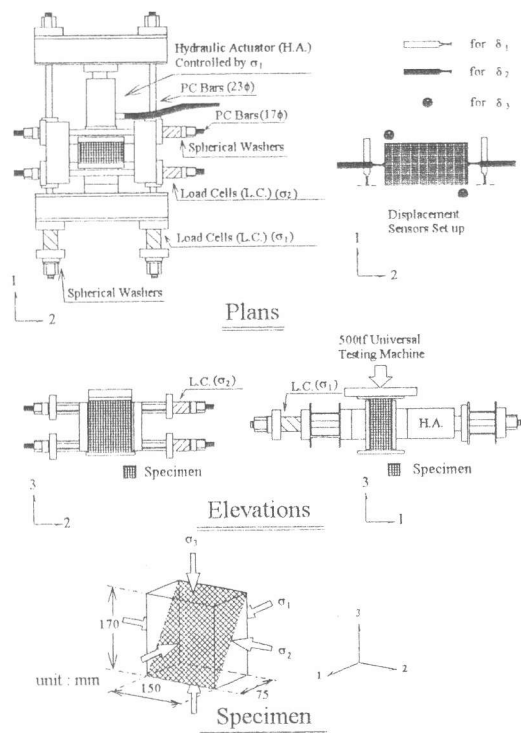 Hydraulic Actuator (H.A.)
Controlled by σ1
PC Bars (23ϕ)
PC Bars (17ϕ)
Spherical Washers
Load Cells (L.C.) (σ2)
Load Cells (L.C.) (σ1)
Spherical Washers
1
2
for δ1
for δ2
for δ3
Displacement
Sensors Set up
1
2
Plans
L.C. (σ2)
Specimen
3
2
500tf Universal
Testing Machine
L.C. (σ1)
H.A.
Specimen
3
1
Elevations
σ3
σ1
σ2
170
150
75
unit : mm
3
1
2
Specimen